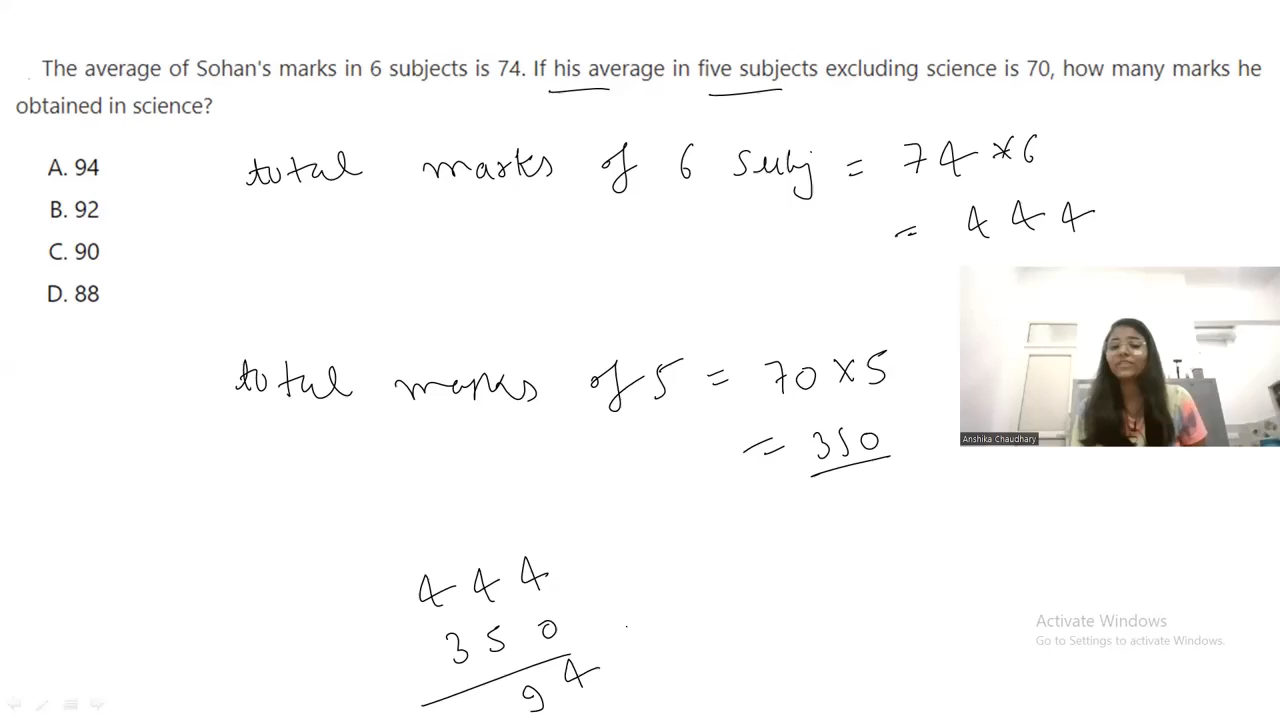 The average of Sohan's marks in 6 subjects is 74. If his average in five subjects excluding science is 70, how many marks he
obtained in science?
A. 94
B. 92
C. 90
D. 88
total marks of 6 subj = 74 * 6
= 444
total marks of 5 = 70 × 5
= 350
444
350
94
Anshika Chaudhary
Activate Windows
Go to Settings to activate Windows.